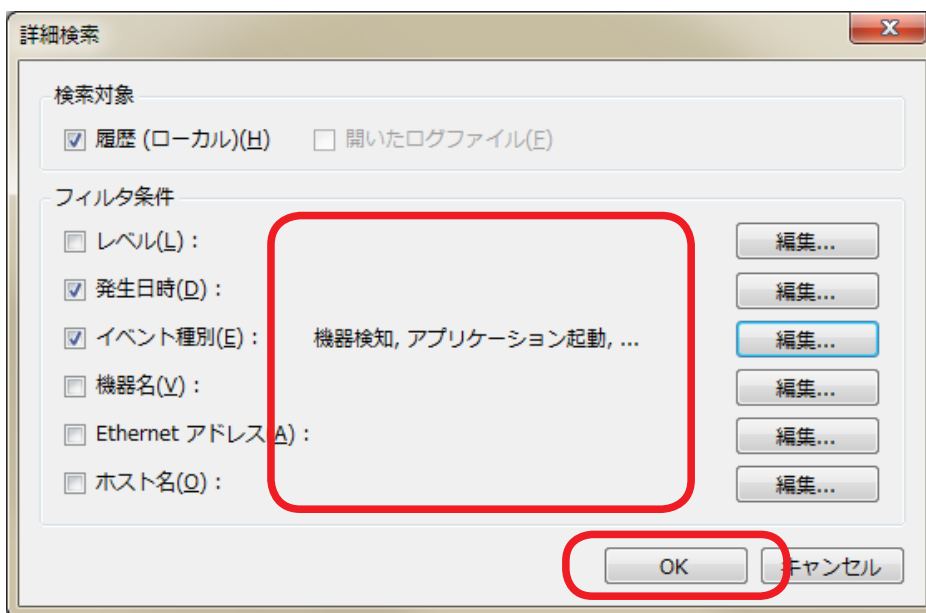 詳細検索
検索対象
履歴 (ローカル)(H) 開いたログファイル(F)
フィルタ条件
レベル(L) : 編集...
発生日時(D) : 編集...
イベント種別(E) : 機器検知, アプリケーション起動, ... 編集...
機器名(V) : 編集...
Ethernet アドレス(A) : 編集...
ホスト名(O) : 編集...
OK キャンセル